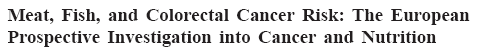 Meat, Fish, and Colorectal Cancer Risk: The European
Prospective Investigation into Cancer and Nutrition